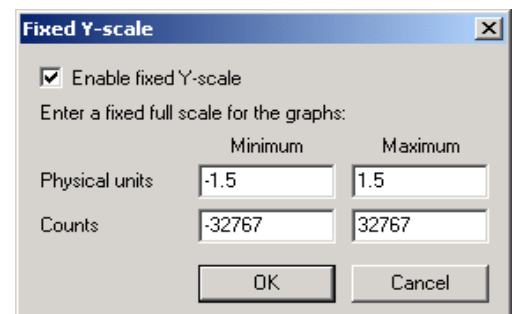 Fixed Y-scale
Enable fixed Y-scale
Enter a fixed full scale for the graphs:
Minimum Maximum
Physical units -1.5 1.5
Counts -32767 32767
OK Cancel